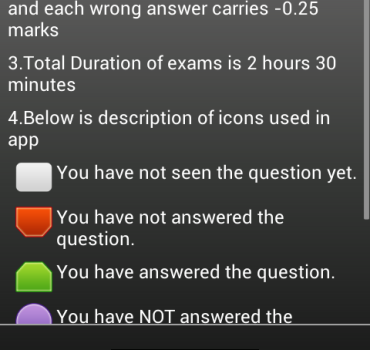 and each wrong answer carries -0.25
marks
3.Total Duration of exams is 2 hours 30
minutes
4.Below is description of icons used in
app
You have not seen the question yet.
You have not answered the
question.
You have answered the question.
You have NOT answered the